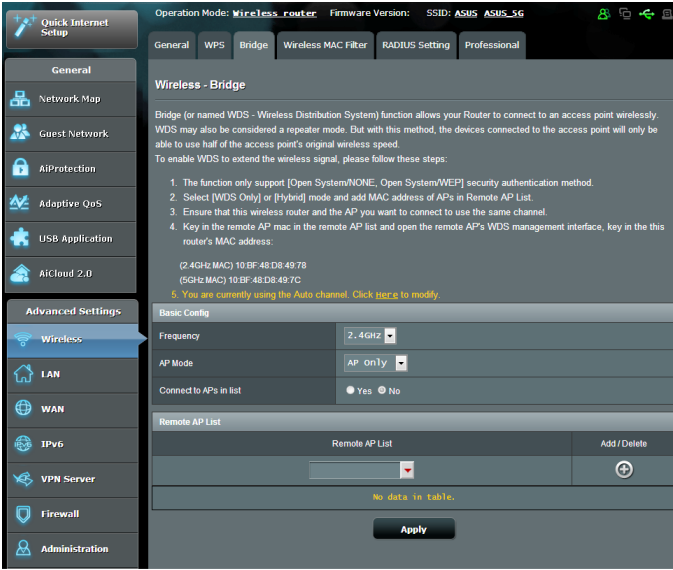 Quick Internet
Setup
Operation Mode: Wireless router Firmware Version: SSID: ASUS ASUS_5G
General WPS Bridge Wireless MAC Filter RADIUS Setting Professional
General
Network Map
Guest Network
AiProtection
Adaptive QoS
USB Application
AiCloud 2.0
Advanced Settings
Wireless
LAN
WAN
IPv6
VPN Server
Firewall
Administration
Wireless - Bridge
Bridge (or named WDS - Wireless Distribution System) function allows your Router to connect to an access point wirelessly.
WDS may also be considered a repeater mode. But with this method, the devices connected to the access point will only be
able to use half of the access point's original wireless speed.
To enable WDS to extend the wireless signal, please follow these steps:
1. The function only support [Open System/NONE, Open System/WEP] security authentication method.
2. Select [WDS Only] or [Hybrid] mode and add MAC address of APs in Remote AP List.
3. Ensure that this wireless router and the AP you want to connect to use the same channel.
4. Key in the remote AP mac in the remote AP list and open the remote AP's WDS management interface, key in the this
router's MAC address:
(2.4GHz MAC) 10:BF:48:D8:49:78
(5GHz MAC) 10:BF:48:D8:49:7C
5. You are currently using the Auto channel. Click Here to modify.
Basic Config
Frequency 2.4GHz
AP Mode AP Only
Connect to APs in list Yes No
Remote AP List
Remote AP List Add / Delete
No data in table.
Apply